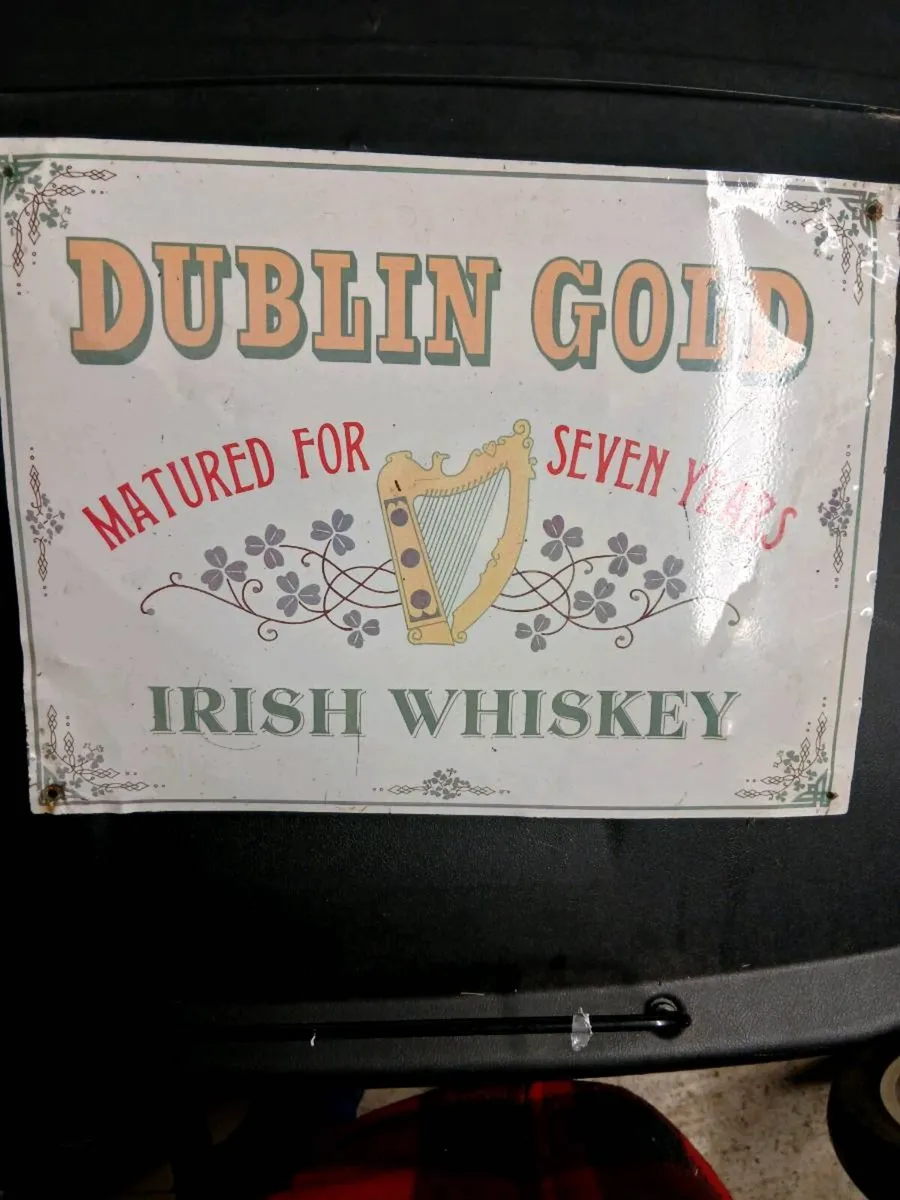 DUBLIN GOLD
MATURED FOR SEVEN YEARS
IRISH WHISKEY